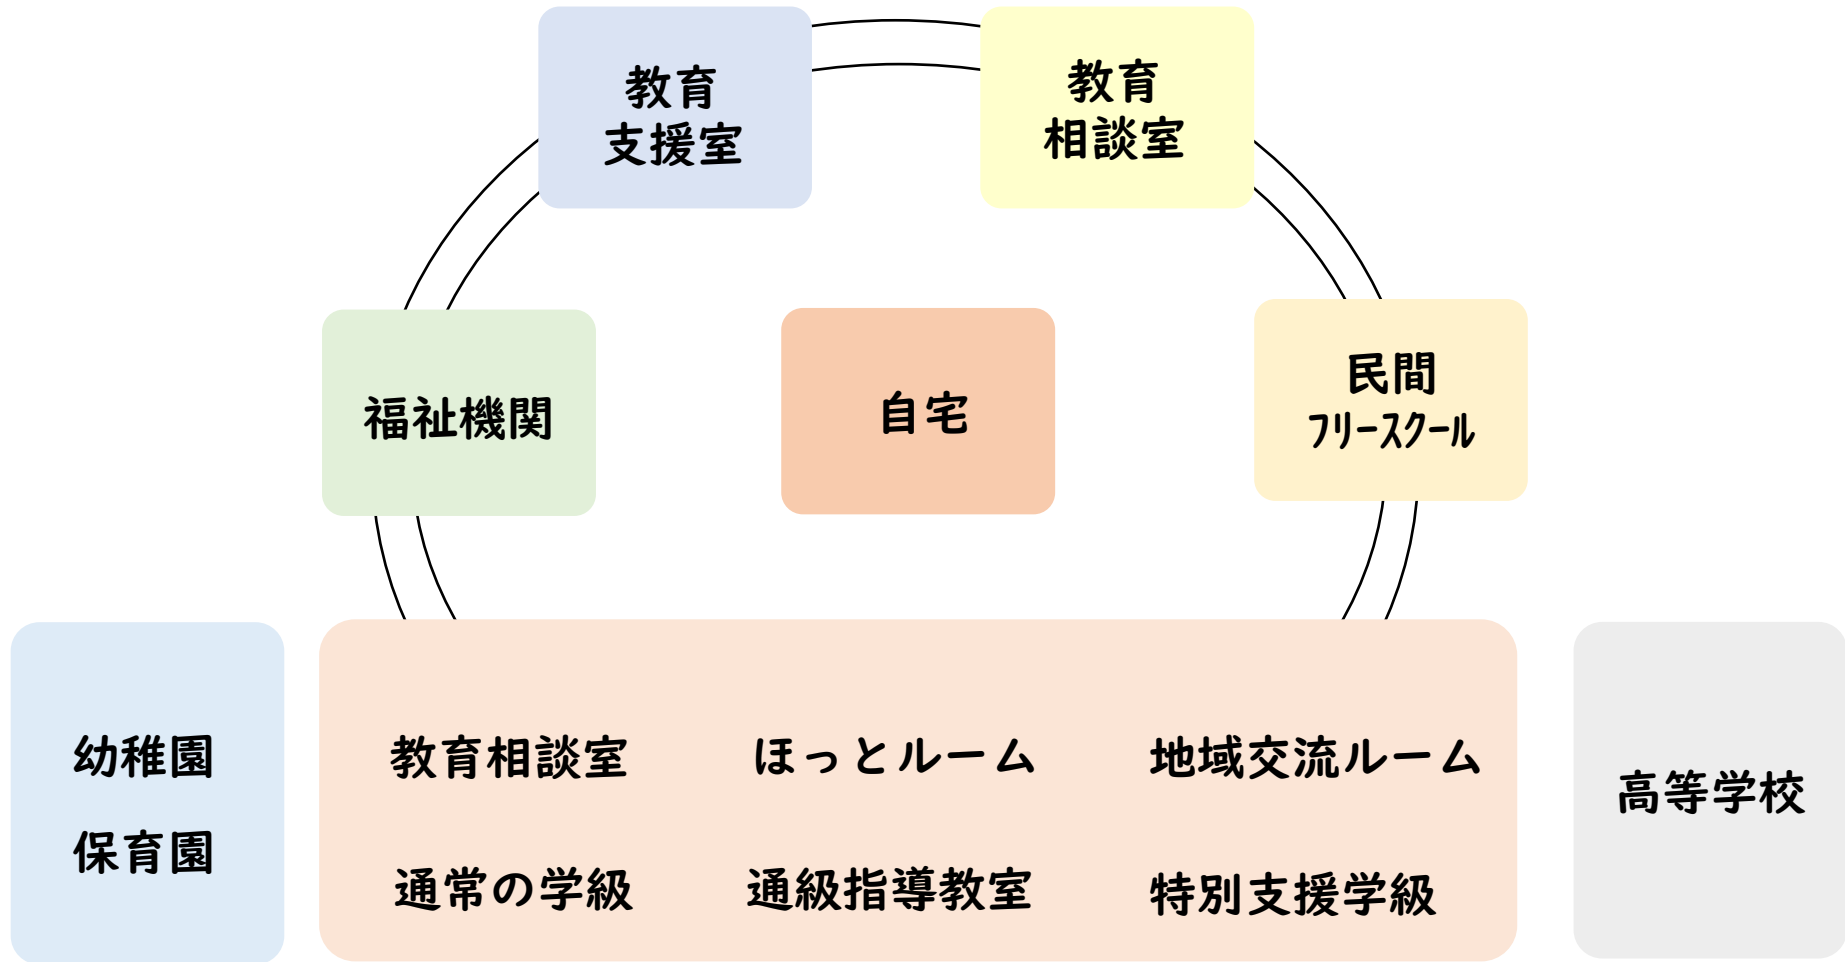 教育
支援室
教育
相談室
福祉機関
自宅
民間
ﾌﾘｰｽｸｰﾙ
幼稚園
保育園
教育相談室
ほっとルーム
地域交流ルーム
通常の学級
通級指導教室
特別支援学級
高等学校